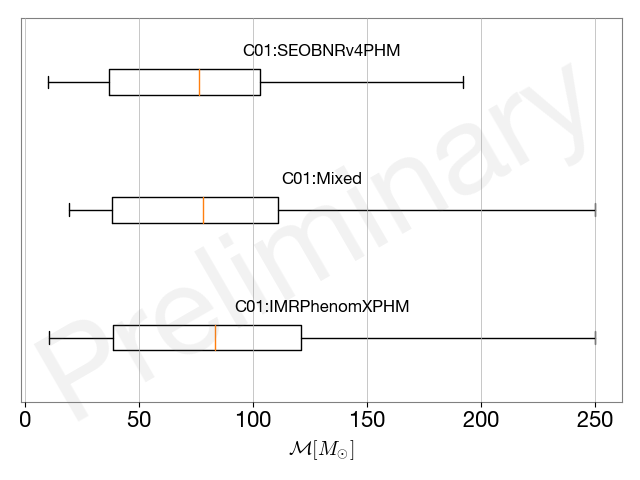 C01:SEOBNRv4PHM
C01:Mixed
C01:IMRPhenomXPHM
Preliminary
0 50 100 150 200 250
ℳ[M⊙]